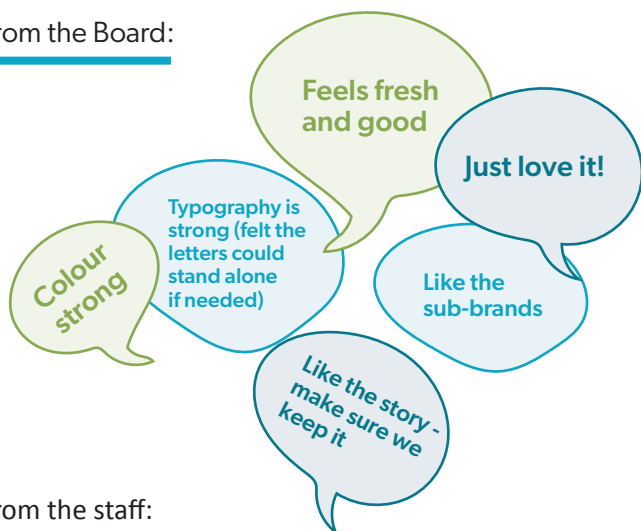 rom the Board:
Feels fresh
and good
Just love it!
Typography is
strong (felt the
letters could
stand alone
if needed)
Colour
strong
Like the
sub-brands
Like the story -
make sure we
keep it
rom the staff: